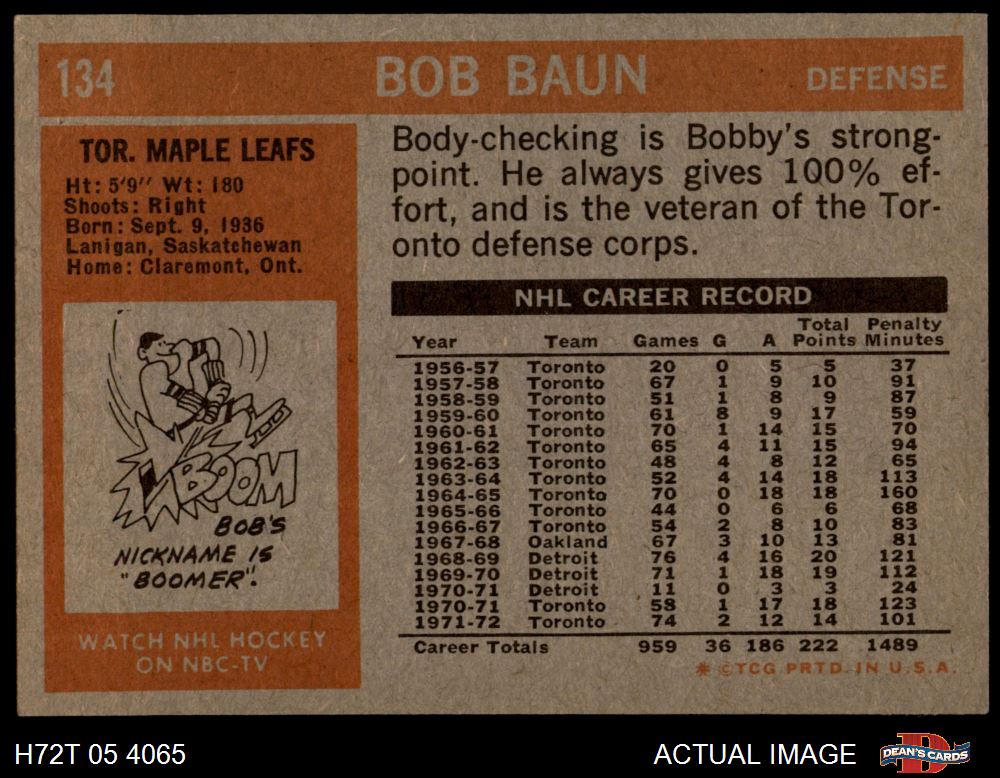 134 BOB BAUN DEFENSE
TOR. MAPLE LEAFS
Ht: 5'9" Wt: 180
Shoots: Right
Born: Sept. 9, 1936
Lanigan, Saskatchewan
Home: Claremont, Ont.
KABOOM
BOB'S
NICKNAME IS
"BOOMER".
WATCH NHL HOCKEY
ON NBC-TV
Body-checking is Bobby's strong-
point. He always gives 100% ef-
fort, and is the veteran of the Tor-
onto defense corps.
NHL CAREER RECORD
Year Team Games G A Total Points Penalty Minutes
1956-57 Toronto 20 0 5 5 37
1957-58 Toronto 67 1 9 10 91
1958-59 Toronto 51 1 8 9 87
1959-60 Toronto 61 8 9 17 59
1960-61 Toronto 70 1 14 15 70
1961-62 Toronto 65 4 11 15 94
1962-63 Toronto 48 4 8 12 65
1963-64 Toronto 52 4 14 18 113
1964-65 Toronto 70 0 18 18 160
1965-66 Toronto 44 0 6 6 68
1966-67 Toronto 54 2 8 10 83
1967-68 Oakland 67 3 10 13 81
1968-69 Detroit 76 4 16 20 121
1969-70 Detroit 71 1 18 19 112
1970-71 Detroit 11 0 3 3 24
1970-71 Toronto 58 1 17 18 123
1971-72 Toronto 74 2 12 14 101
Career Totals 959 36 186 222 1489
* © TCG PRTD. IN U.S.A.
H72T 05 4065 ACTUAL IMAGE DEAN'S CARDS